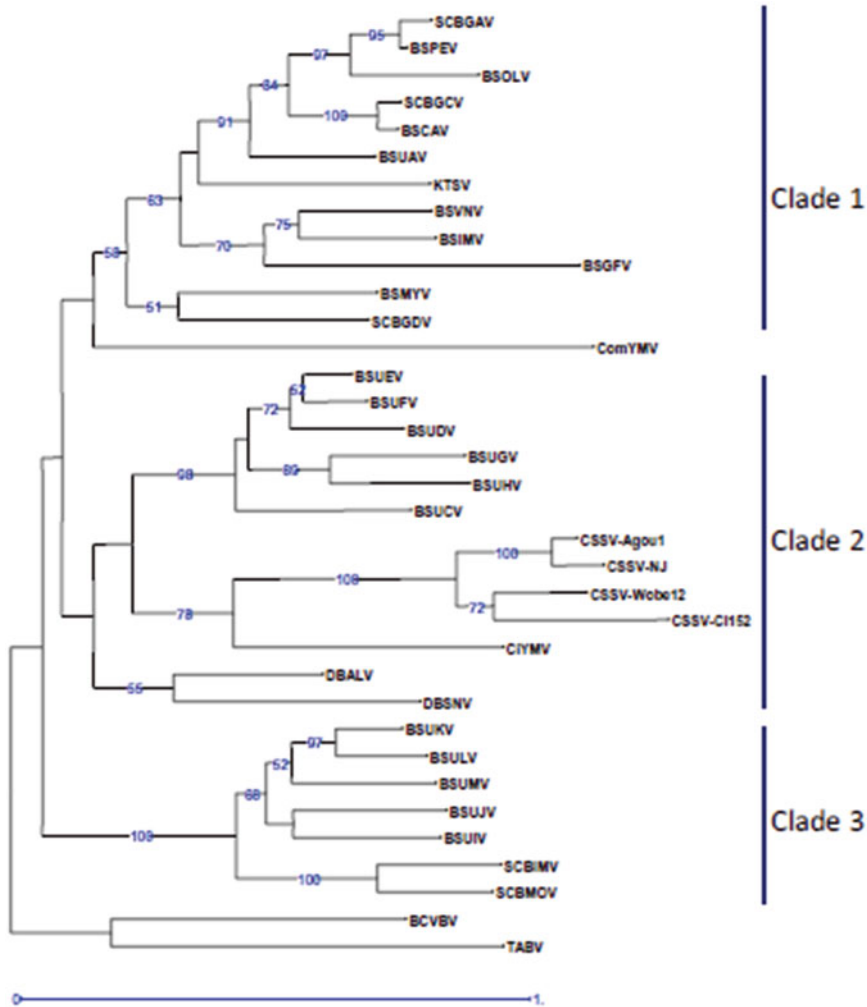 SCBGAV
95
BSPEV
97
BSOLV
84
SCBGCV
100
91
BSCAV
BSUAV
KTSV
Clade 1
63
BSVNV
75
BSIMV
70
58
BSGFV
BSMYV
51
SCBGDV
ComYMV
BSUEV
52
BSUFV
72
BSUDV
BSUGV
98
89
BSUHV
BSUCV
CSSV-Agou1
Clade 2
100
CSSV-NJ
100
CSSV-Wobe12
72
78
CSSV-CI152
CiYMV
DBALV
55
DBSNV
BSUKV
97
BSULV
52
BSUMV
68
BSUJV
Clade 3
BSUIV
100
SCBIMV
100
SCBMOV
BCVBV
TABV
0 1.